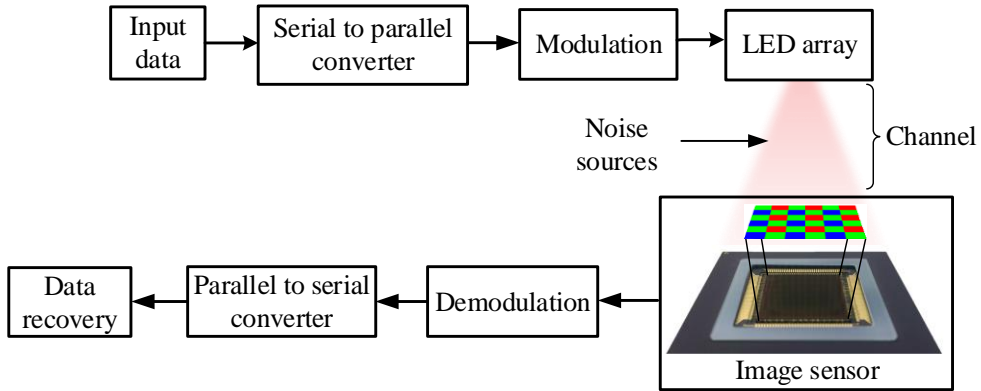 Input
data
Serial to parallel
converter
Modulation
LED array
Noise
sources
Channel
Data
recovery
Parallel to serial
converter
Demodulation
Image sensor